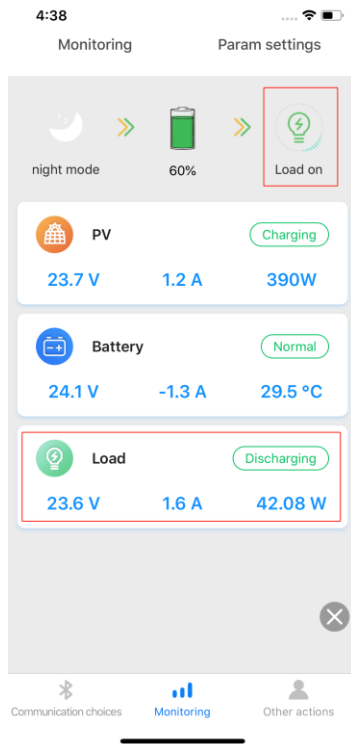 4:38
Monitoring Param settings
night mode 60% Load on
PV Charging
23.7 V 1.2 A 390W
Battery Normal
24.1 V -1.3 A 29.5 °C
Load Discharging
23.6 V 1.6 A 42.08 W
Communication choices Monitoring Other actions